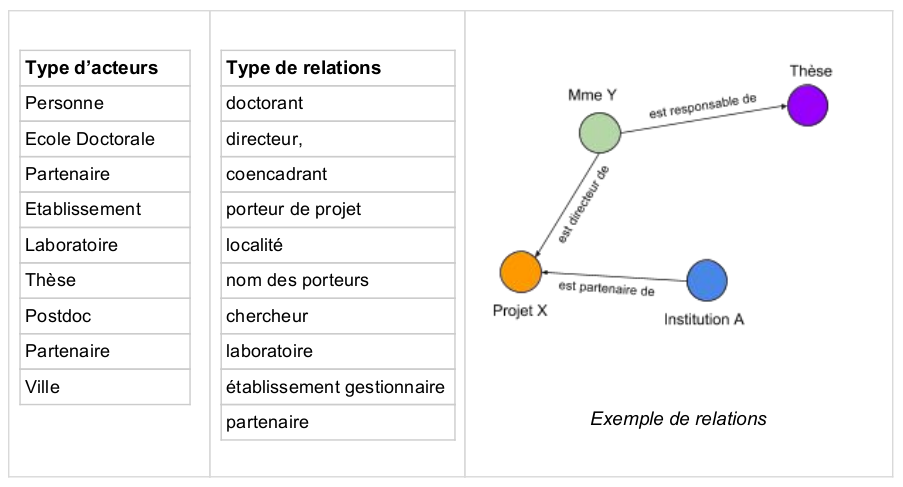 Type d’acteurs
Personne
Ecole Doctorale
Partenaire
Etablissement
Laboratoire
Thèse
Postdoc
Partenaire
Ville
Type de relations
doctorant
directeur,
coencadrant
porteur de projet
localité
nom des porteurs
chercheur
laboratoire
établissement gestionnaire
partenaire
Thèse
Mme Y
est responsable de
est directeur de
est partenaire de
Projet X
Institution A
Exemple de relations